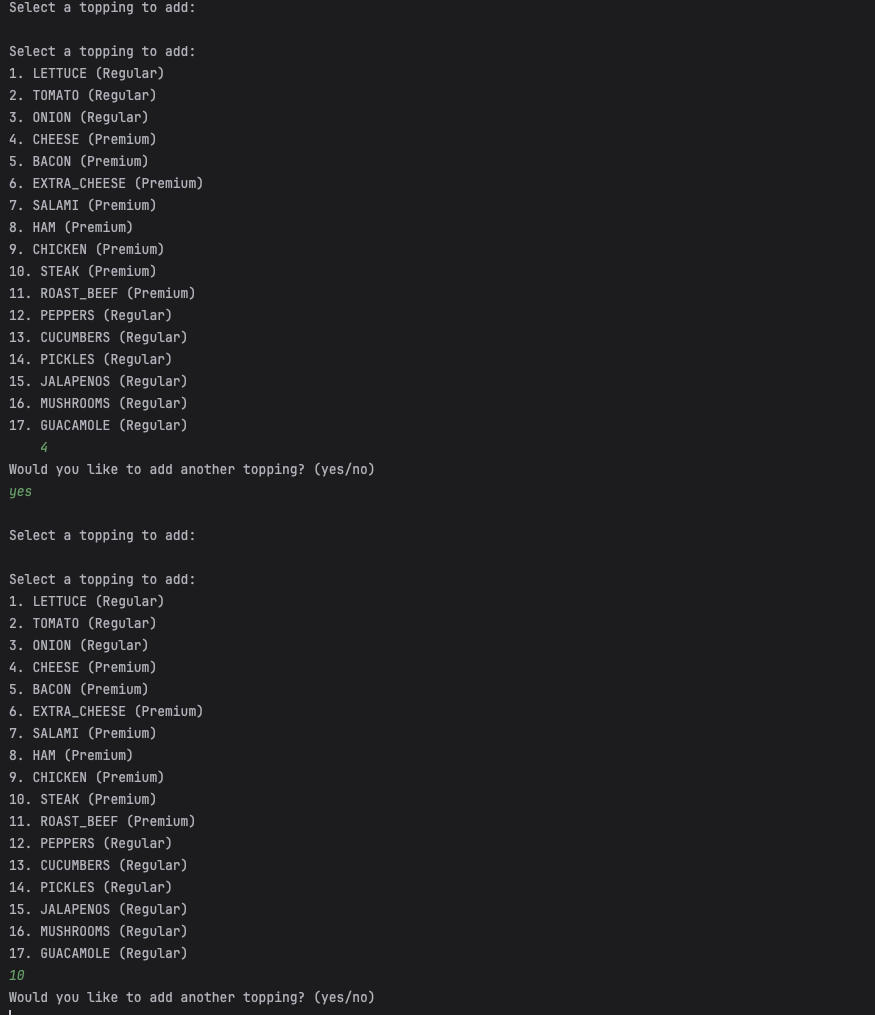 Select a topping to add:
Select a topping to add:
1. LETTUCE (Regular)
2. TOMATO (Regular)
3. ONION (Regular)
4. CHEESE (Premium)
5. BACON (Premium)
6. EXTRA_CHEESE (Premium)
7. SALAMI (Premium)
8. HAM (Premium)
9. CHICKEN (Premium)
10. STEAK (Premium)
11. ROAST_BEEF (Premium)
12. PEPPERS (Regular)
13. CUCUMBERS (Regular)
14. PICKLES (Regular)
15. JALAPENOS (Regular)
16. MUSHROOMS (Regular)
17. GUACAMOLE (Regular)
4
Would you like to add another topping? (yes/no)
yes
Select a topping to add:
Select a topping to add:
1. LETTUCE (Regular)
2. TOMATO (Regular)
3. ONION (Regular)
4. CHEESE (Premium)
5. BACON (Premium)
6. EXTRA_CHEESE (Premium)
7. SALAMI (Premium)
8. HAM (Premium)
9. CHICKEN (Premium)
10. STEAK (Premium)
11. ROAST_BEEF (Premium)
12. PEPPERS (Regular)
13. CUCUMBERS (Regular)
14. PICKLES (Regular)
15. JALAPENOS (Regular)
16. MUSHROOMS (Regular)
17. GUACAMOLE (Regular)
10
Would you like to add another topping? (yes/no)